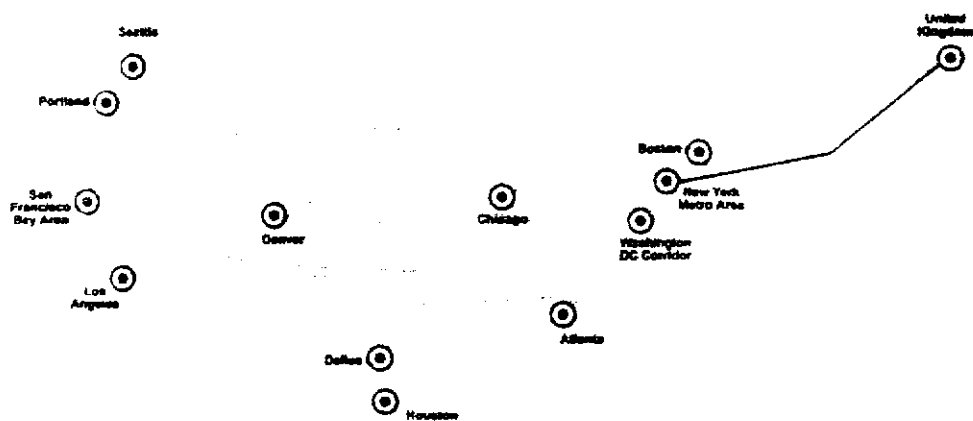 Seattle
United
Kingdom
Portland
Boston
San
Francisco
Bay Area
New York
Metro Area
Chicago
Denver
Washington
DC Corridor
Los
Angeles
Atlanta
Dallas
Houston